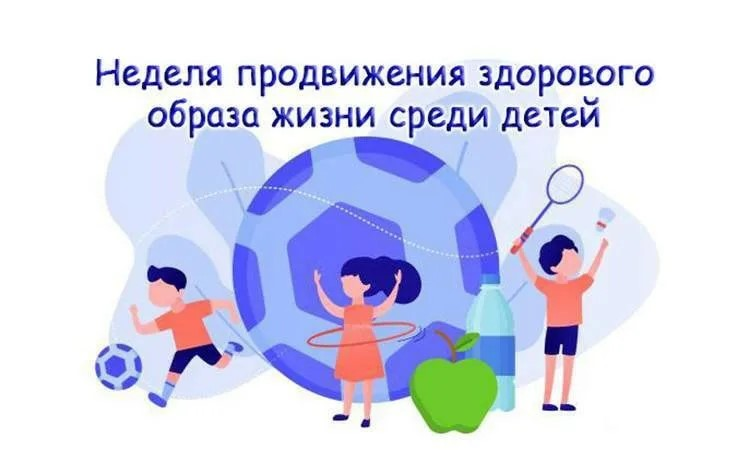 Неделя продвижения здорового
образа жизни среди детей